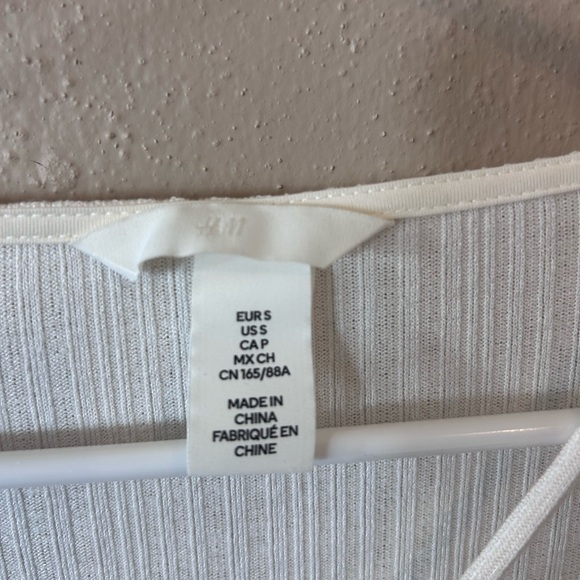 H&M
EUR S
US S
CA P
MX CH
CN 165/88A
MADE IN
CHINA
FABRIQUÉ EN
CHINE